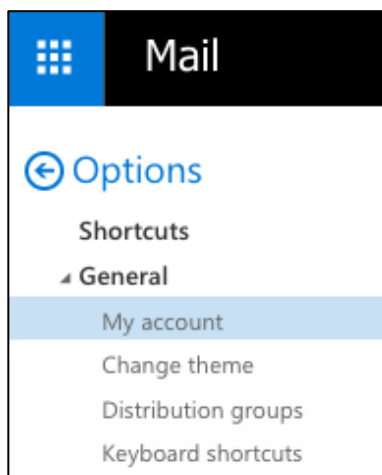 Mail
Options
Shortcuts
General
My account
Change theme
Distribution groups
Keyboard shortcuts